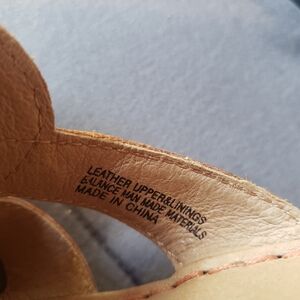 LEATHER UPPER&LININGS
BALANCE MAN MADE MATERIALS
MADE IN CHINA